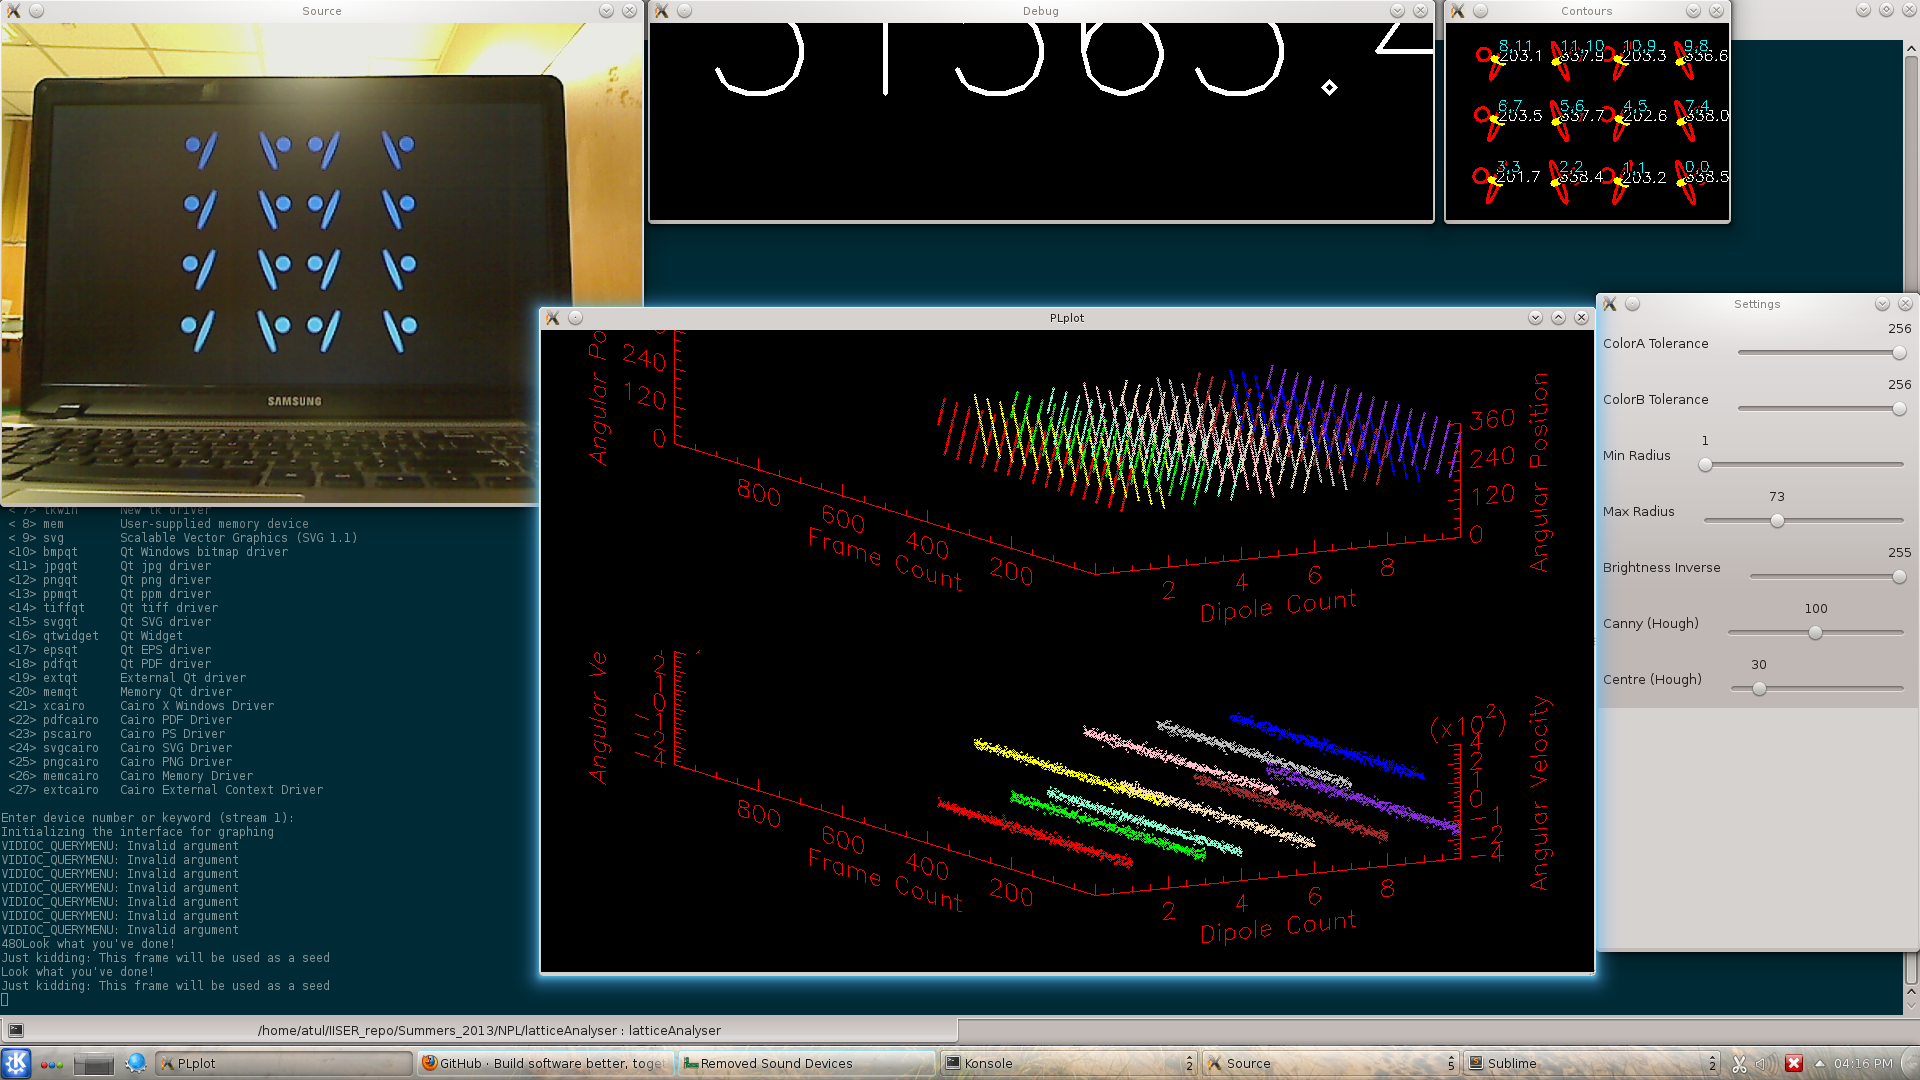 Source
Debug
Contours
SAMSUNG
8,11 11,10 10,9 9,8
203.1 337.9 203.3 336.6
6,7 5,6 4,5 7,4
203.5 337.7 202.6 338.0
3,3 2,2 1,1 0,0
201.7 338.4 203.2 338.5
PLplot
240
120
0
800
600
400
200
Frame Count
2
4
6
8
Dipole Count
360
240
120
0
Angular Position
800
600
400
200
Frame Count
2
4
6
8
Dipole Count
(x10²)
4
2
1
0
-1
-2
-4
Angular Velocity
Settings
256
ColorA Tolerance
256
ColorB Tolerance
1
Min Radius
73
Max Radius
255
Brightness Inverse
100
Canny (Hough)
30
Centre (Hough)
< 7> tkwin New tk driver
< 8> mem User-supplied memory device
< 9> svg Scalable Vector Graphics (SVG 1.1)
<10> bmpqt Qt Windows bitmap driver
<11> jpgqt Qt jpg driver
<12> pngqt Qt png driver
<13> ppmqt Qt ppm driver
<14> tiffqt Qt tiff driver
<15> svgqt Qt SVG driver
<16> qtwidget Qt Widget
<17> epsqt Qt EPS driver
<18> pdfqt Qt PDF driver
<19> extqt External Qt driver
<20> memqt Memory Qt driver
<21> xcairo Cairo X Windows Driver
<22> pdfcairo Cairo PDF Driver
<23> pscairo Cairo PS Driver
<24> svgcairo Cairo SVG Driver
<25> pngcairo Cairo PNG Driver
<26> memcairo Cairo Memory Driver
<27> extcairo Cairo External Context Driver
Enter device number or keyword (stream 1):
Initializing the interface for graphing
VIDIOC_QUERYMENU: Invalid argument
VIDIOC_QUERYMENU: Invalid argument
VIDIOC_QUERYMENU: Invalid argument
VIDIOC_QUERYMENU: Invalid argument
VIDIOC_QUERYMENU: Invalid argument
VIDIOC_QUERYMENU: Invalid argument
VIDIOC_QUERYMENU: Invalid argument
480Look what you've done!
Just kidding: This frame will be used as a seed
Look what you've done!
Just kidding: This frame will be used as a seed
/home/atul/IISER_repo/Summers_2013/NPL/latticeAnalyser : latticeAnalyser
PLplot
GitHub · Build software better, toge
Removed Sound Devices
Konsole 2
Source 5
Sublime 2
04:16 PM